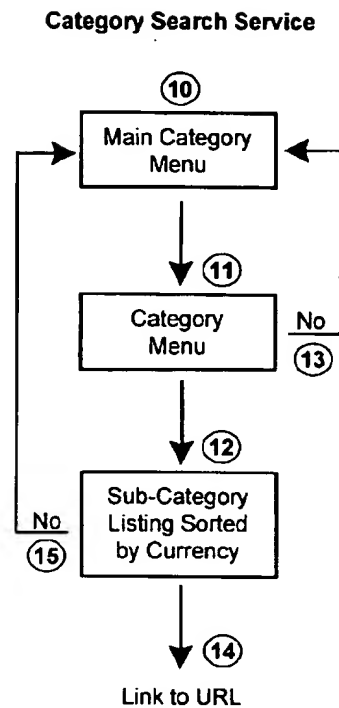 Category Search Service
10
Main Category
Menu
11
Category
Menu
No
13
12
Sub-Category
Listing Sorted
by Currency
No
15
14
Link to URL